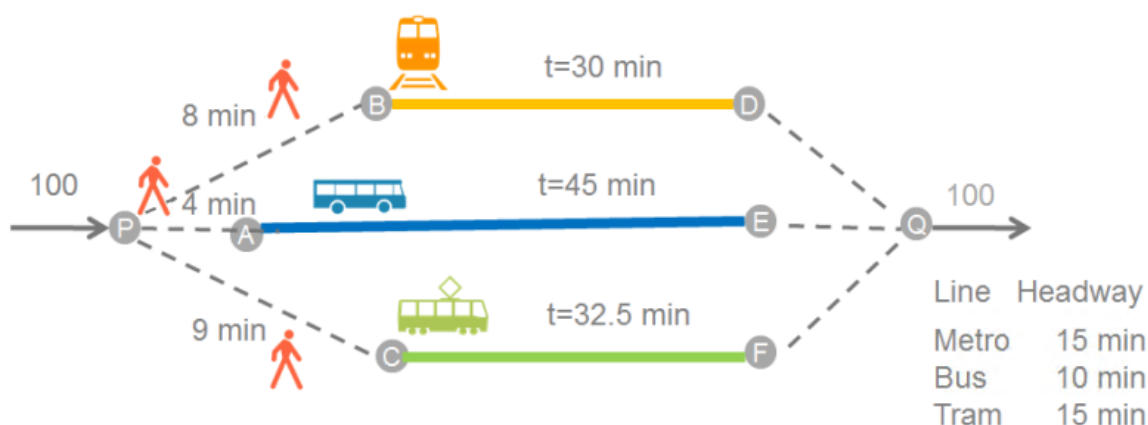 t=30 min
B
D
8 min
100
4 min
t=45 min
100
P
A
E
Q
9 min
t=32.5 min
C
F
Line Headway
Metro 15 min
Bus 10 min
Tram 15 min